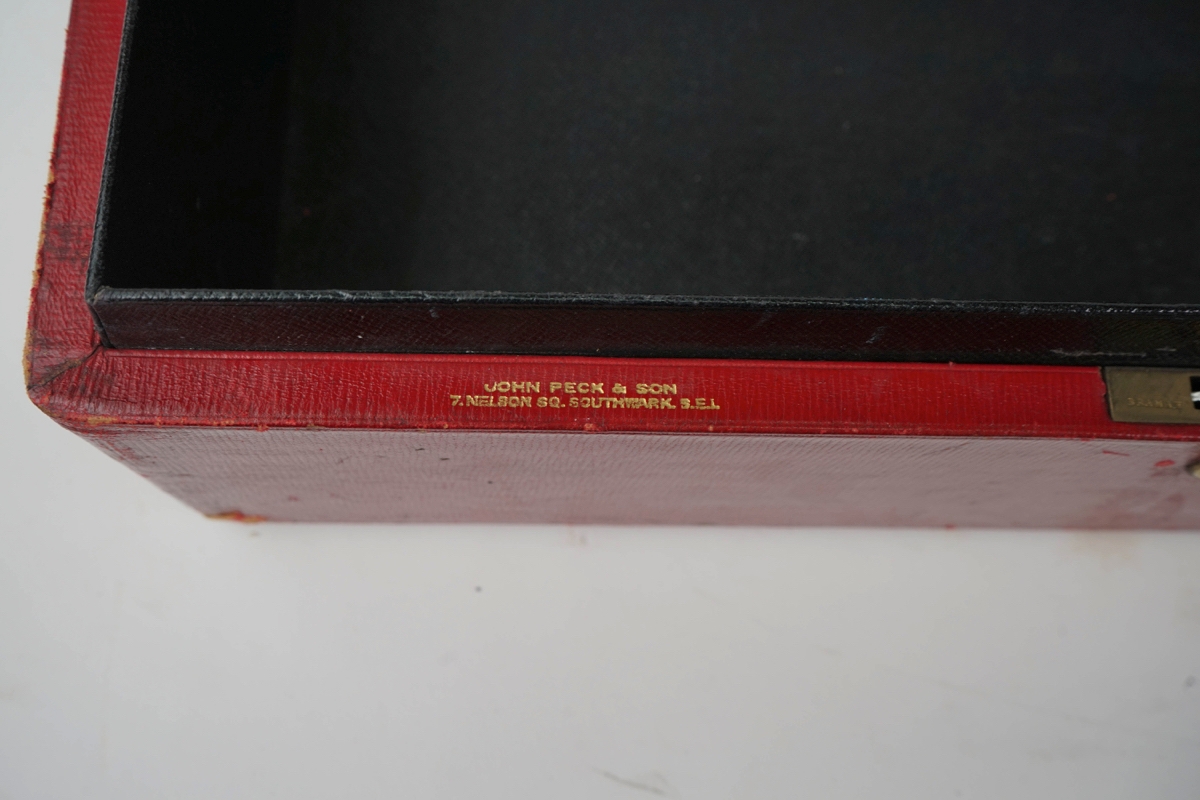 JOHN PECK & SON
7. NELSON SQ. SOUTHWARK. S.E.1.